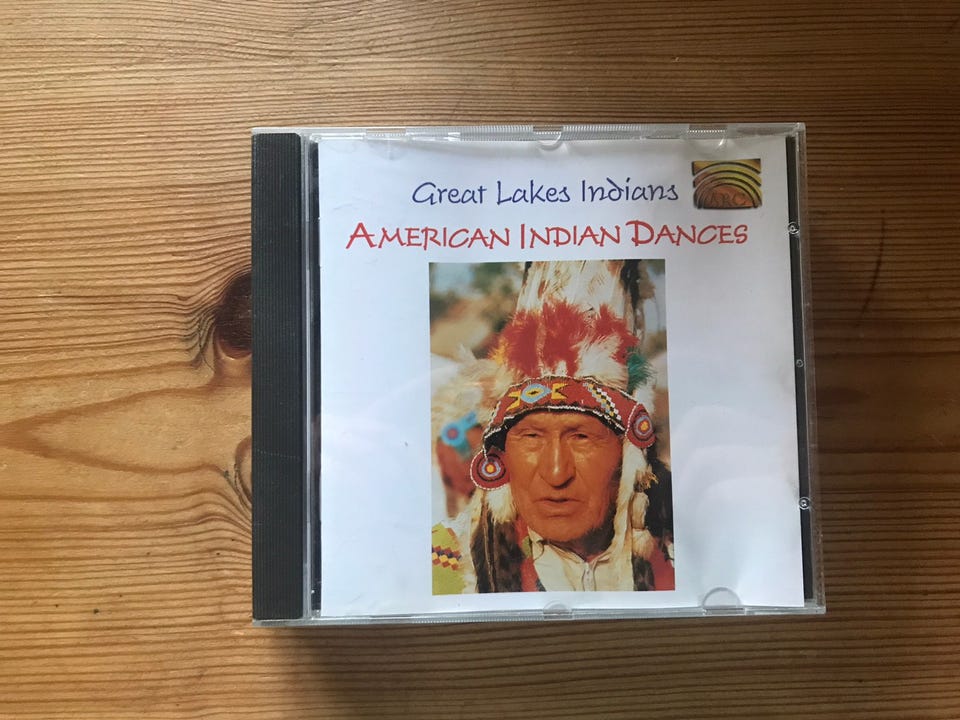 Great Lakes Indians
ARC
AMERICAN INDIAN DANCES